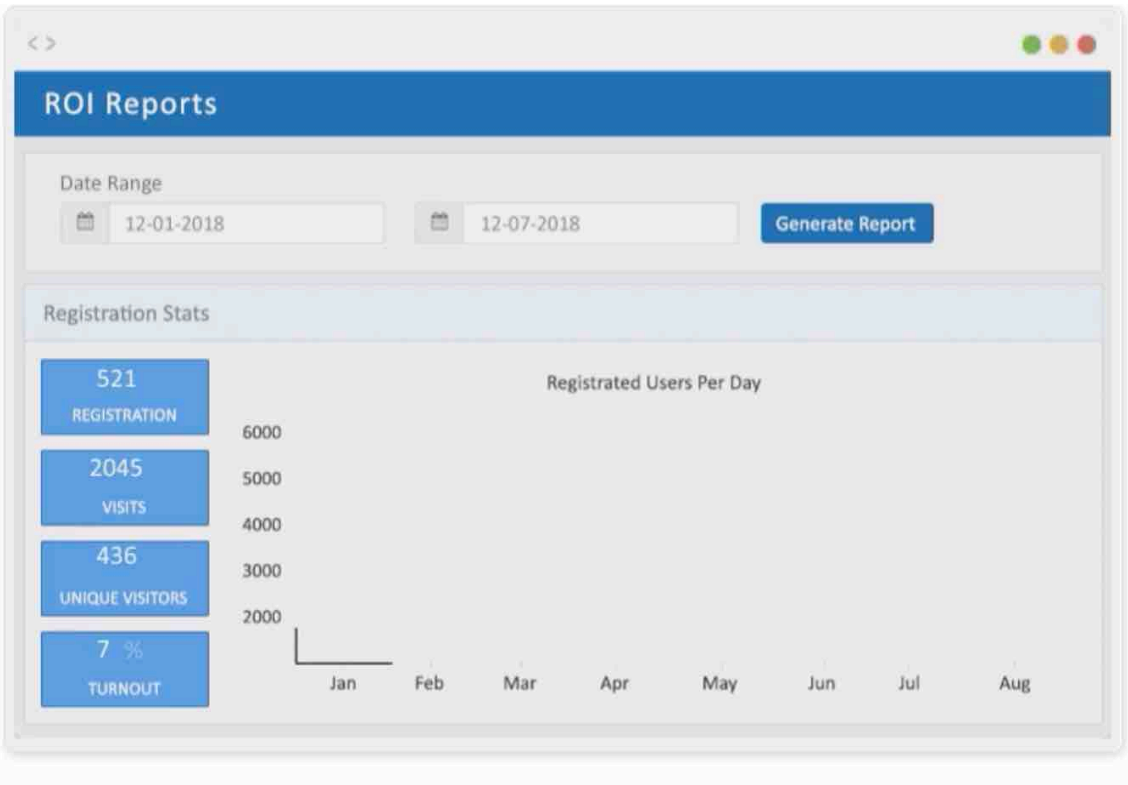 < >
ROI Reports
Date Range
12-01-2018 12-07-2018 Generate Report
Registration Stats
521
REGISTRATION
2045
VISITS
436
UNIQUE VISITORS
7 %
TURNOUT
Registrated Users Per Day
6000
5000
4000
3000
2000
Jan Feb Mar Apr May Jun Jul Aug